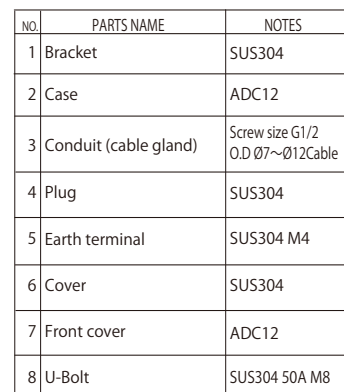 NO. PARTS NAME NOTES
1 Bracket SUS304
2 Case ADC12
3 Conduit (cable gland) Screw size G1/2
O.D Ø7～Ø12Cable
4 Plug SUS304
5 Earth terminal SUS304 M4
6 Cover SUS304
7 Front cover ADC12
8 U-Bolt SUS304 50A M8